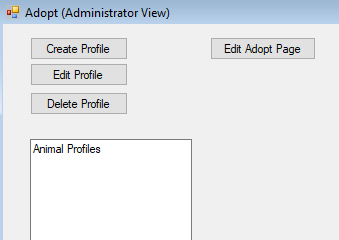 Adopt (Administrator View)
Create Profile
Edit Adopt Page
Edit Profile
Delete Profile
Animal Profiles